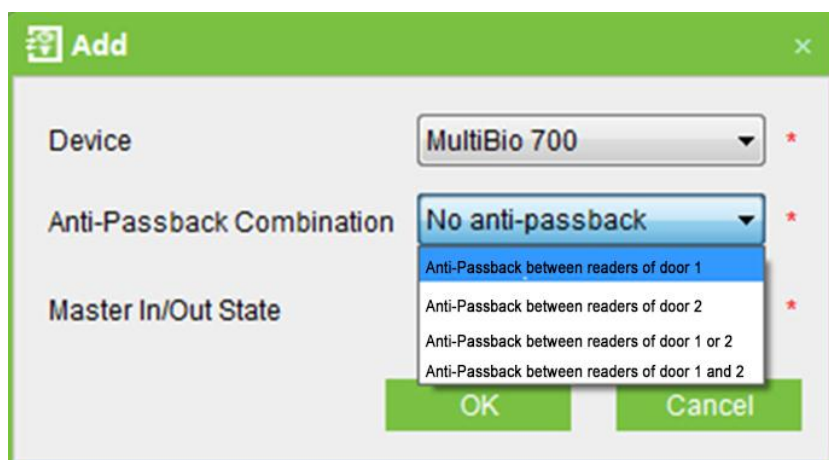 Add
Device MultiBio 700 *
Anti-Passback Combination No anti-passback *
Anti-Passback between readers of door 1
Master In/Out State Anti-Passback between readers of door 2 *
Anti-Passback between readers of door 1 or 2
Anti-Passback between readers of door 1 and 2
OK Cancel